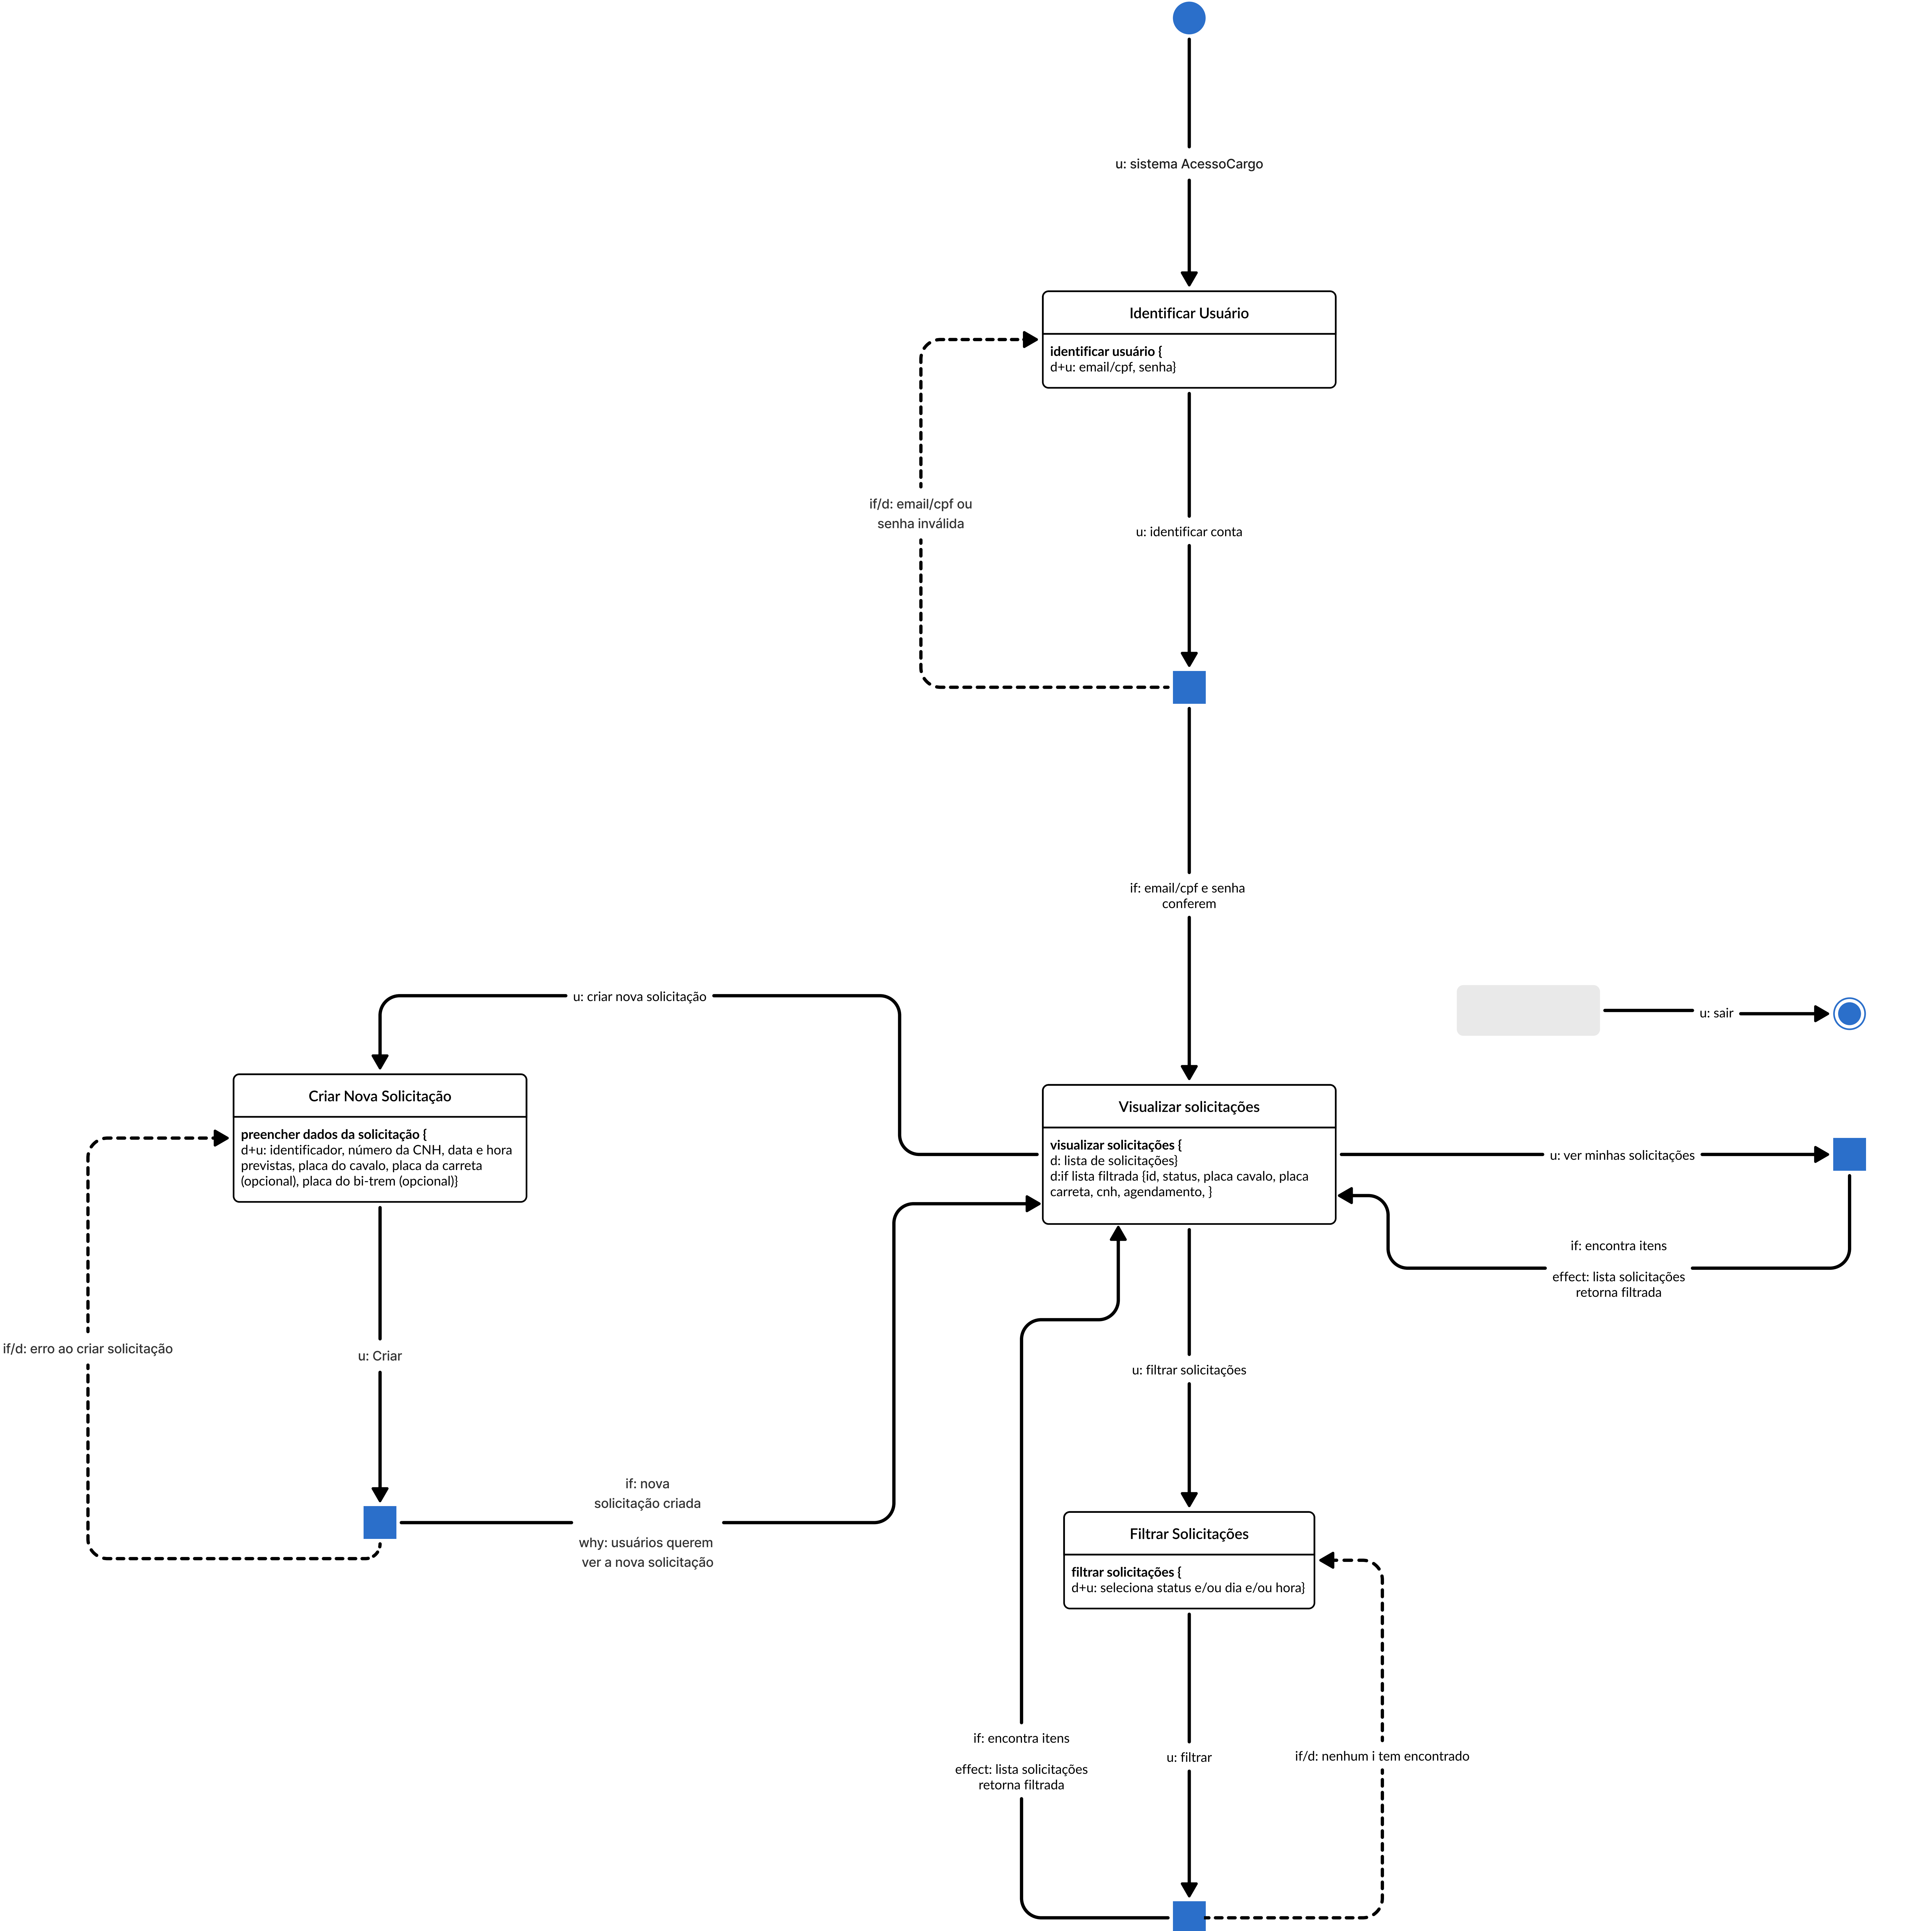 u: sistema AcessoCargo
Identificar Usuário
identificar usuário {
d+u: email/cpf, senha}
if/d: email/cpf ou
senha inválida
u: identificar conta
if: email/cpf e senha
conferem
u: criar nova solicitação
u: sair
Criar Nova Solicitação
preencher dados da solicitação {
d+u: identificador, número da CNH, data e hora
previstas, placa do cavalo, placa da carreta
(opcional), placa do bi-trem (opcional)}
Visualizar solicitações
visualizar solicitações {
d: lista de solicitações}
d:if lista filtrada {id, status, placa cavalo, placa
carreta, cnh, agendamento, }
u: ver minhas solicitações
if: encontra itens
effect: lista solicitações
retorna filtrada
if/d: erro ao criar solicitação
u: Criar
u: filtrar solicitações
if: nova
solicitação criada
why: usuários querem
ver a nova solicitação
Filtrar Solicitações
filtrar solicitações {
d+u: seleciona status e/ou dia e/ou hora}
if: encontra itens
effect: lista solicitações
retorna filtrada
u: filtrar
if/d: nenhum i tem encontrado